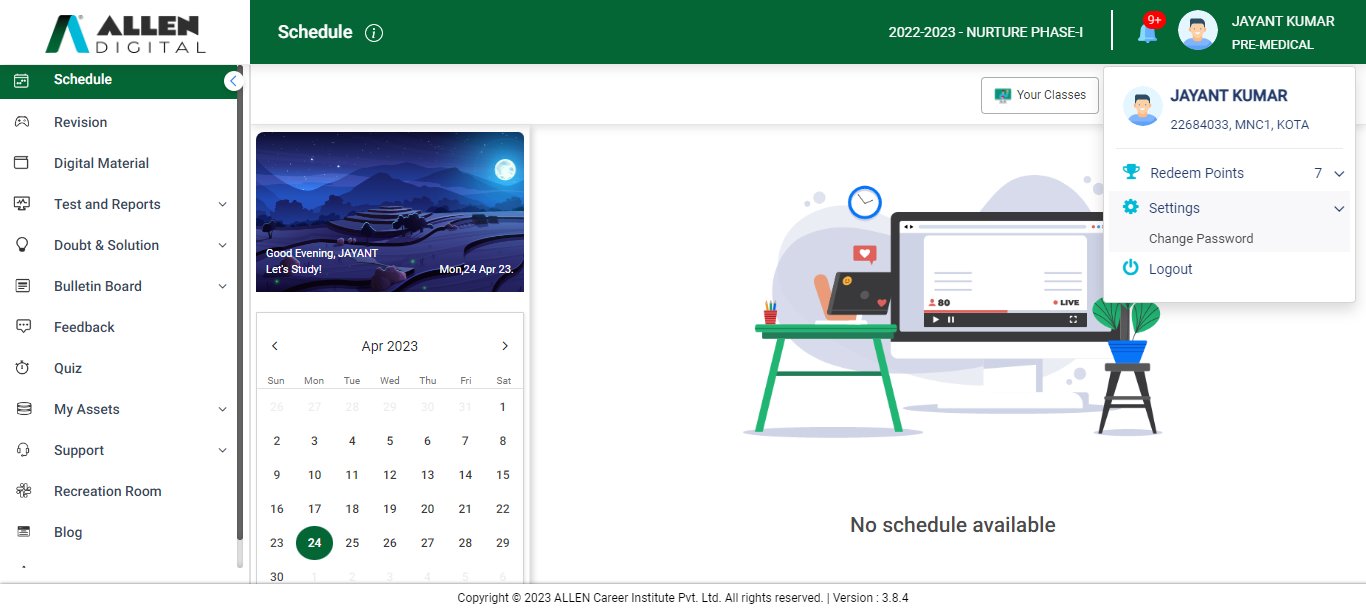 ALLEN
DIGITAL
Schedule
2022-2023 - NURTURE PHASE-I
9+
JAYANT KUMAR
PRE-MEDICAL
Schedule
Revision
Digital Material
Test and Reports
Doubt & Solution
Bulletin Board
Feedback
Quiz
My Assets
Support
Recreation Room
Blog
Your Classes
JAYANT KUMAR
22684033, MNC1, KOTA
Redeem Points 7
Settings
Change Password
Logout
Good Evening, JAYANT
Let's Study! Mon,24 Apr 23.
Apr 2023
Sun Mon Tue Wed Thu Fri Sat
26 27 28 29 30 31 1
2 3 4 5 6 7 8
9 10 11 12 13 14 15
16 17 18 19 20 21 22
23 24 25 26 27 28 29
30 1 2 3 4 5 6
80 LIVE
No schedule available
Copyright © 2023 ALLEN Career Institute Pvt. Ltd. All rights reserved. | Version : 3.8.4